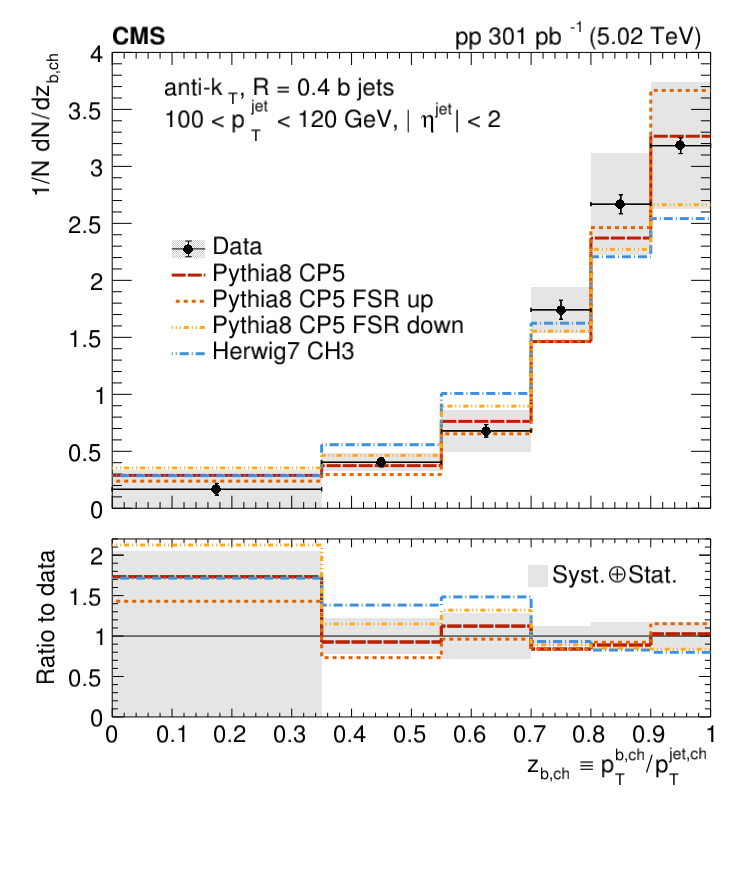 CMS pp 301 pb⁻¹ (5.02 TeV)
4
3.5
3
2.5
2
1.5
1
0.5
0
1/N dN/dz_b,ch
anti-k_T, R = 0.4 b jets
100 < p_T^jet < 120 GeV, | η^jet| < 2
Data
Pythia8 CP5
Pythia8 CP5 FSR up
Pythia8 CP5 FSR down
Herwig7 CH3
2
1.5
1
0.5
0
Ratio to data
Syst.⊕Stat.
0 0.1 0.2 0.3 0.4 0.5 0.6 0.7 0.8 0.9 1
z_b,ch ≡ p_T^b,ch/p_T^jet,ch